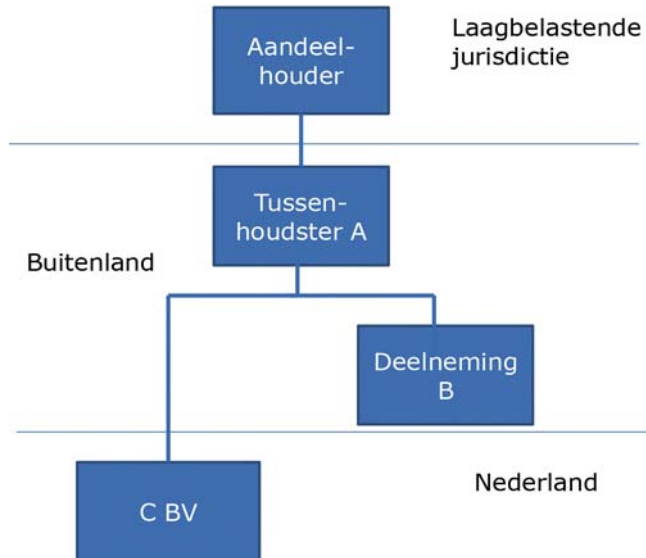 Aandeel-
houder
Laagbelastende
jurisdictie
Tussen-
houdster A
Buitenland
Deelneming
B
Nederland
C BV